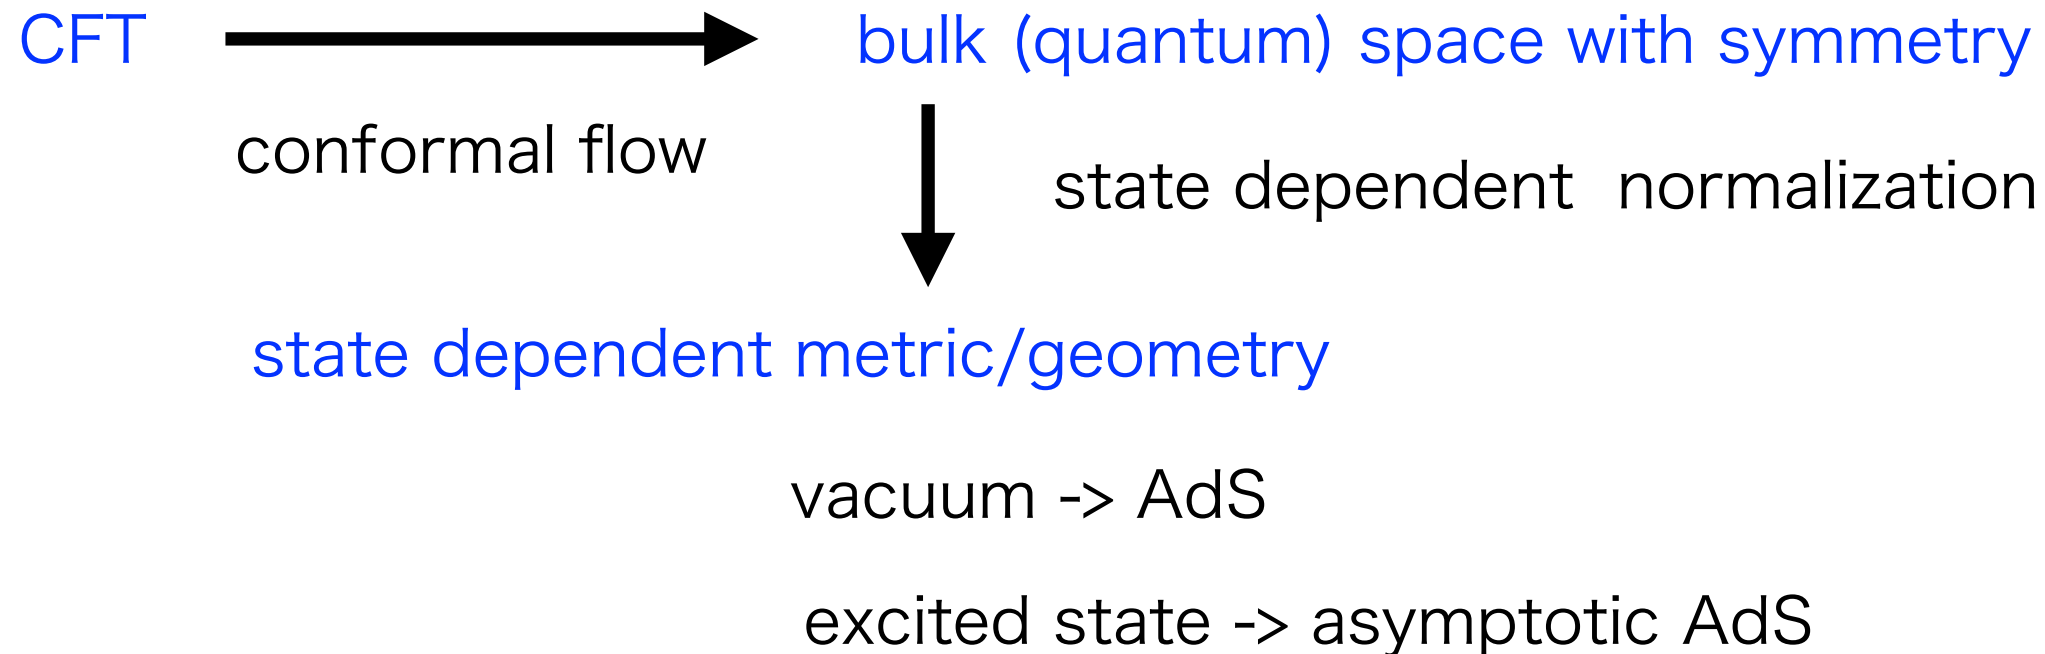 CFT
bulk (quantum) space with symmetry
conformal flow
state dependent normalization
state dependent metric/geometry
vacuum -> AdS
excited state -> asymptotic AdS